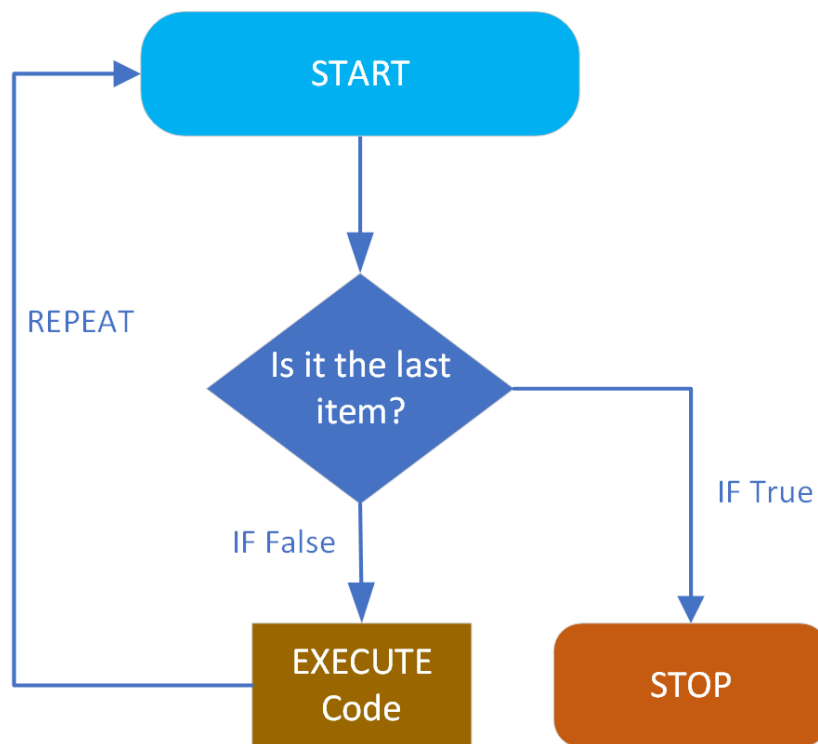 START
REPEAT
Is it the last
item?
IF True
IF False
EXECUTE
Code
STOP